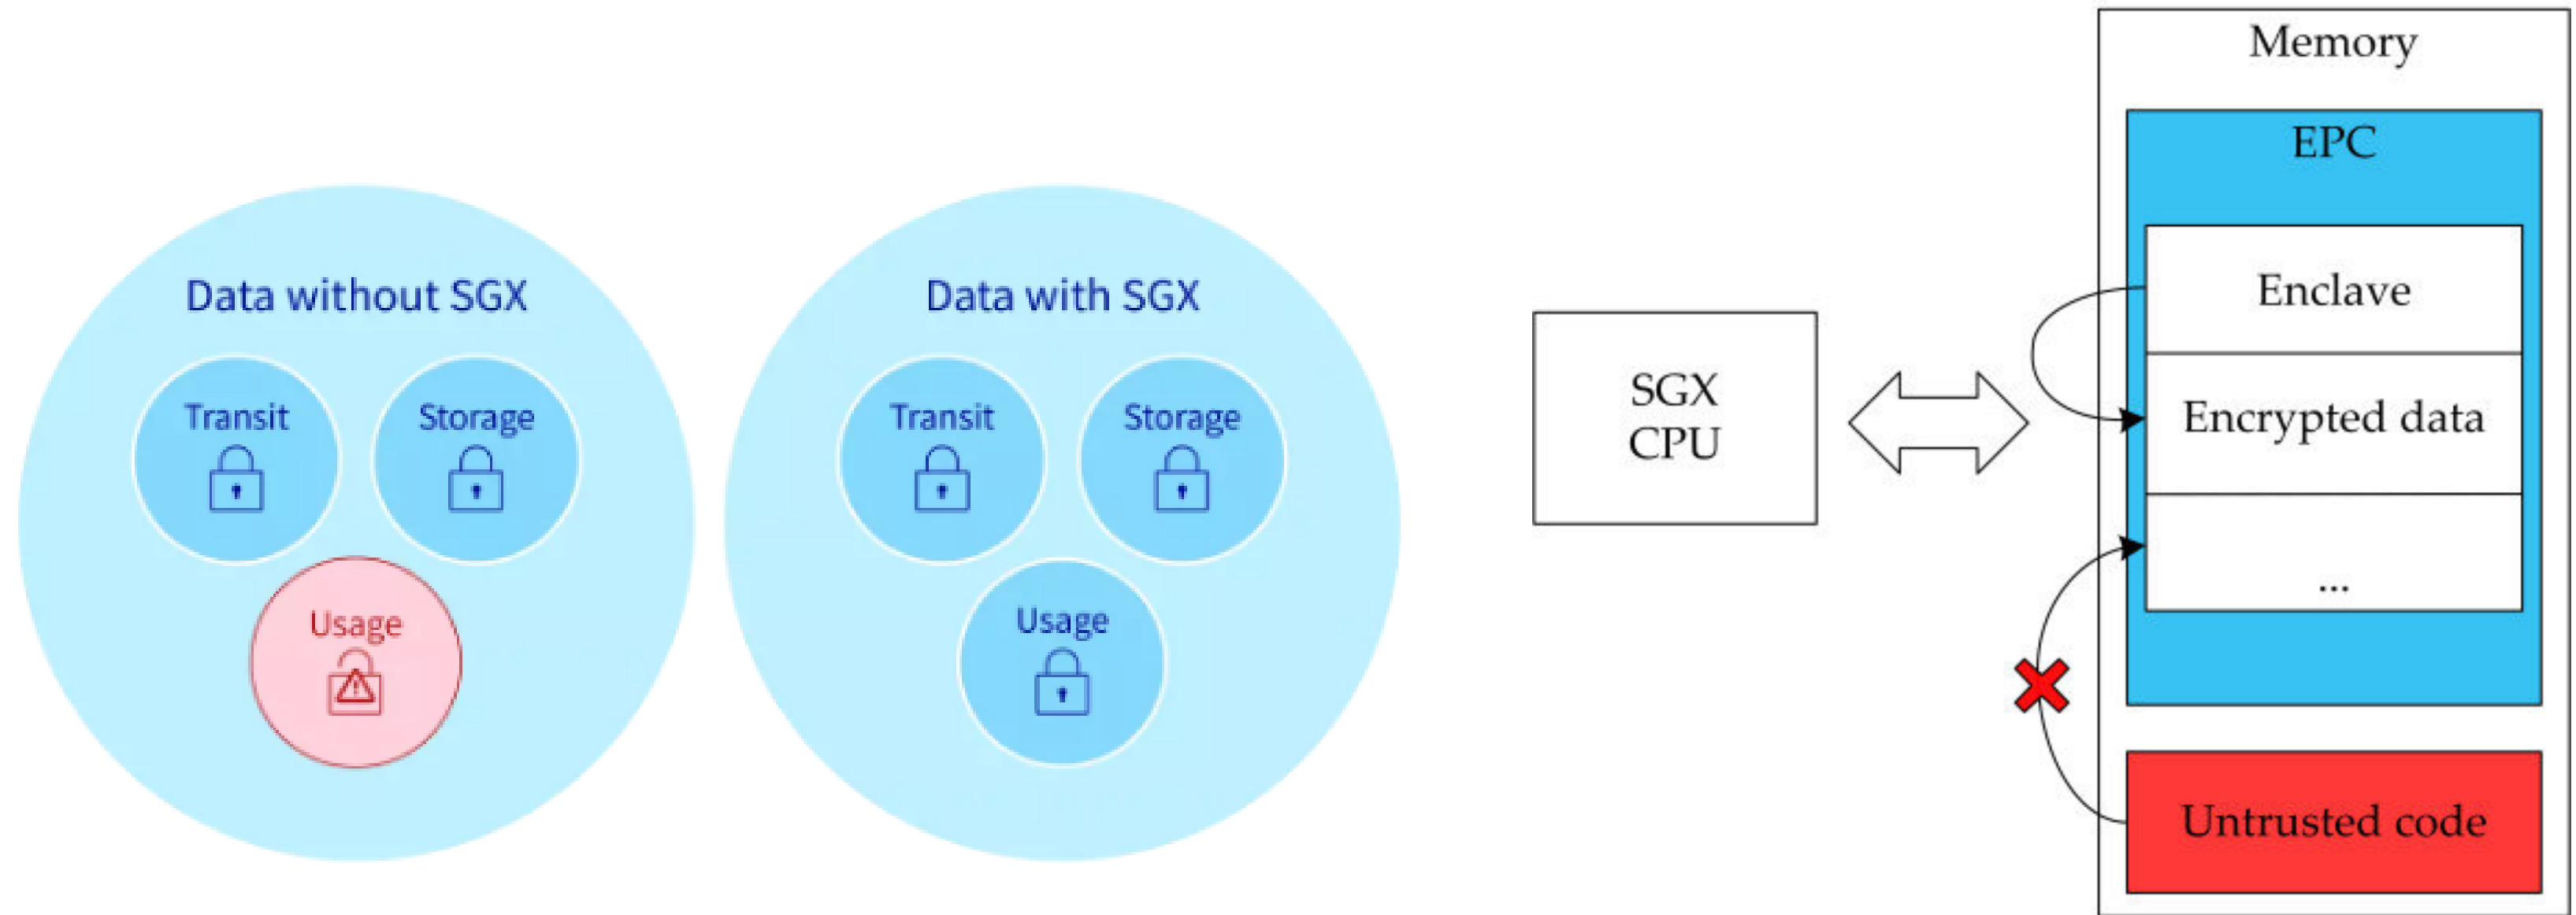 Data without SGX
Transit
Storage
Usage
Data with SGX
Transit
Storage
Usage
SGX
CPU
Memory
EPC
Enclave
Encrypted data
...
Untrusted code